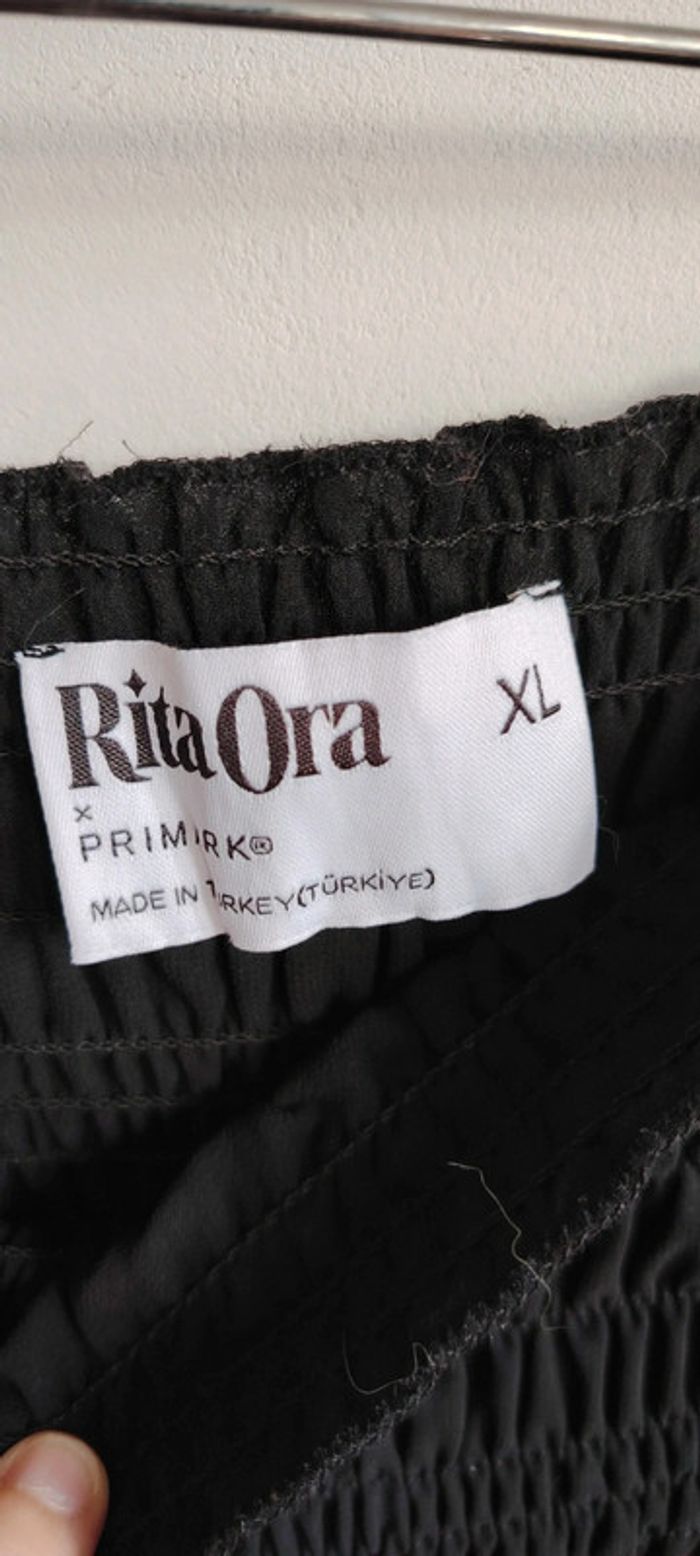 Rita Ora
XL
x
PRIMARK®
MADE IN TURKEY(TÜRKİYE)